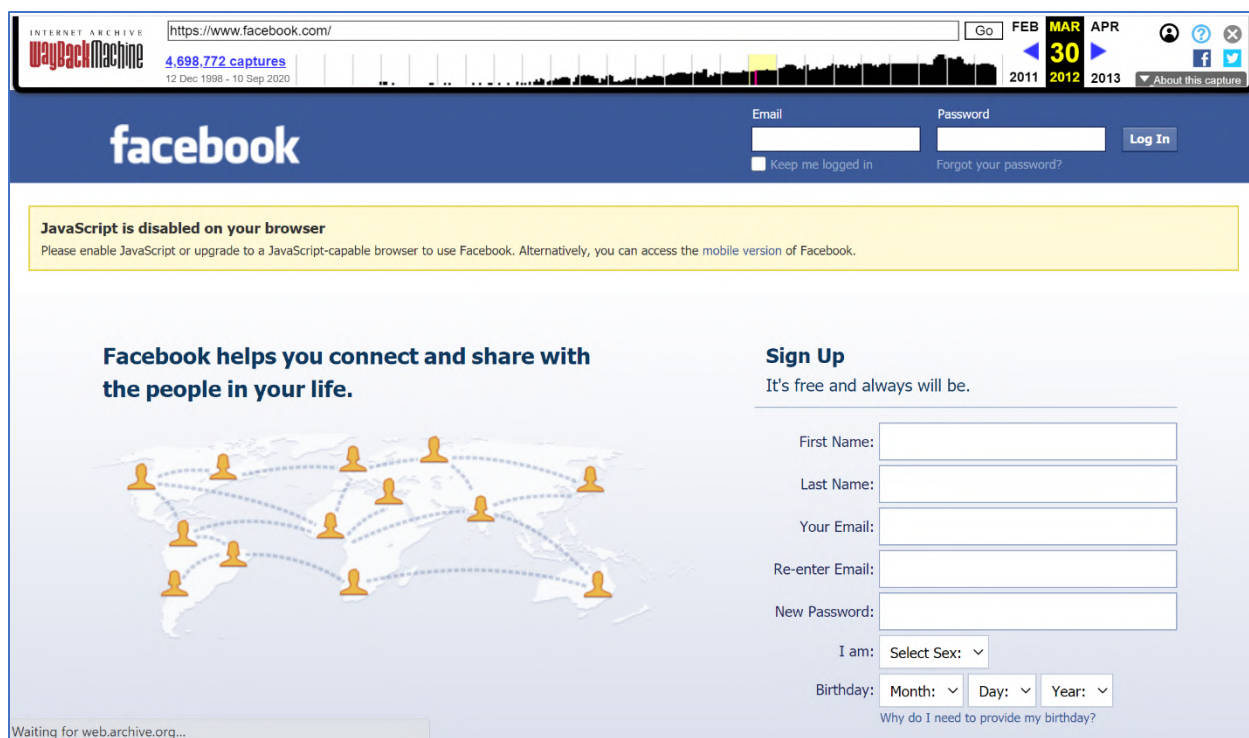 INTERNET ARCHIVE
WayBackMachine
https://www.facebook.com/
Go
4,698,772 captures
12 Dec 1998 - 10 Sep 2020
FEB MAR APR
30
2011 2012 2013
About this capture
facebook
Email
Password
Log In
Keep me logged in
Forgot your password?
JavaScript is disabled on your browser
Please enable JavaScript or upgrade to a JavaScript-capable browser to use Facebook. Alternatively, you can access the mobile version of Facebook.
Facebook helps you connect and share with
the people in your life.
Sign Up
It's free and always will be.
First Name:
Last Name:
Your Email:
Re-enter Email:
New Password:
I am: Select Sex:
Birthday: Month: Day: Year:
Why do I need to provide my birthday?
Waiting for web.archive.org...